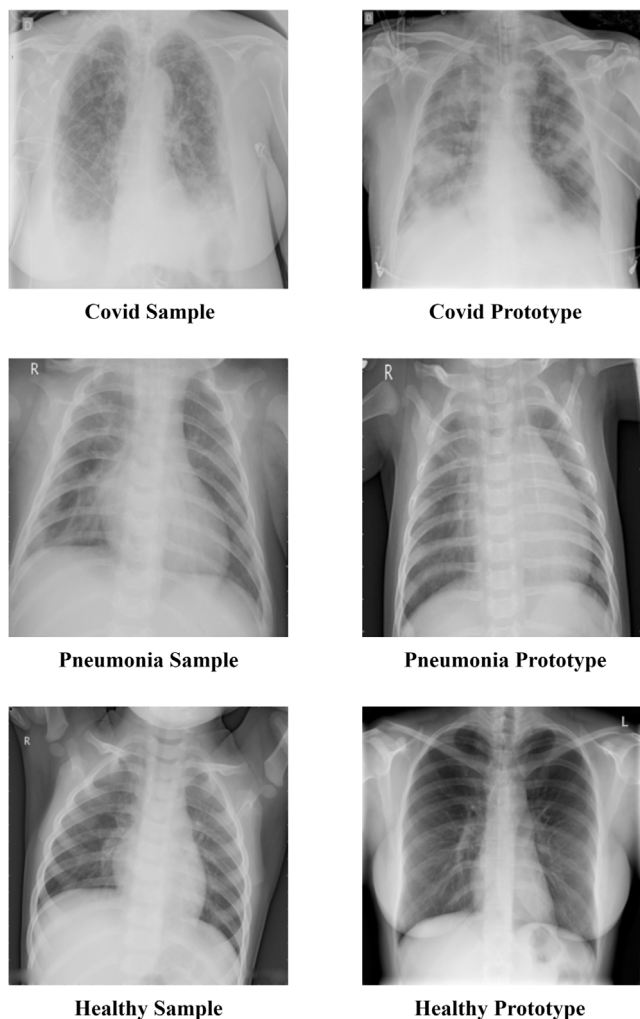 D
D
Covid Sample
Covid Prototype
R
R
Pneumonia Sample
Pneumonia Prototype
R
L
Healthy Sample
Healthy Prototype